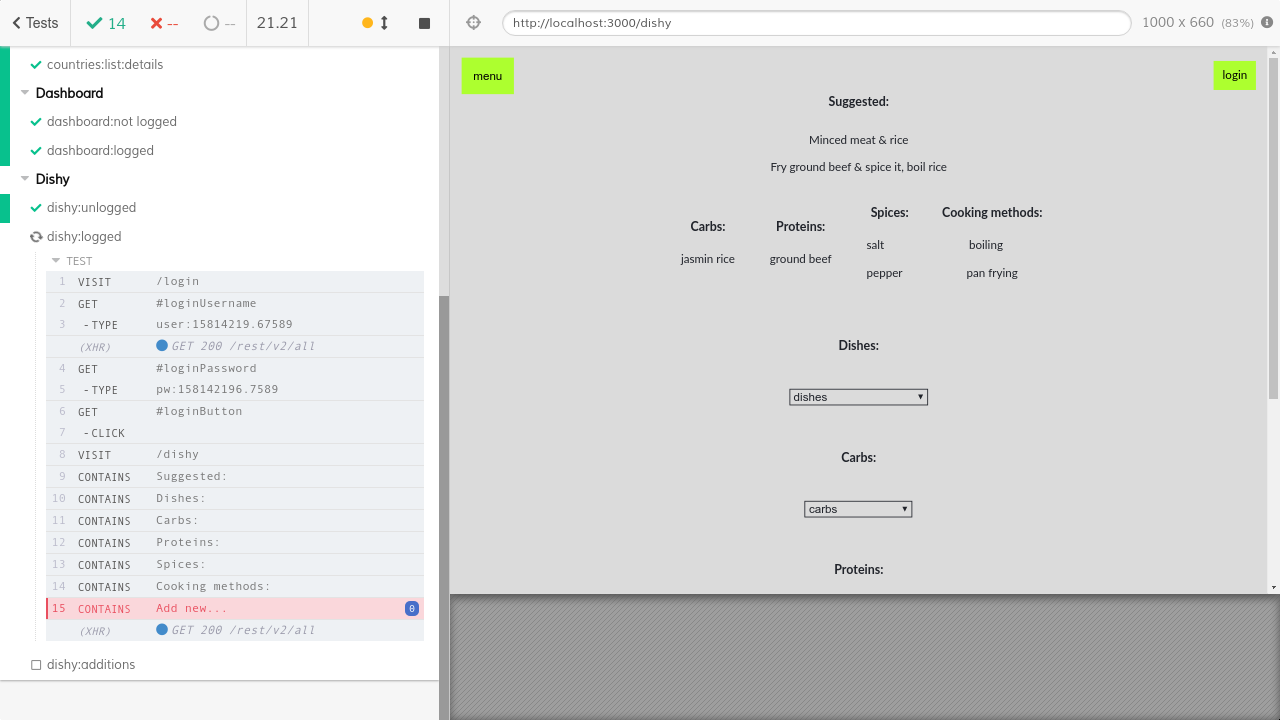 Tests 14 -- -- 21.21
http://localhost:3000/dishy 1000 x 660 (83%)
countries:list:details
Dashboard
dashboard:not logged
dashboard:logged
Dishy
dishy:unlogged
dishy:logged
TEST
1 VISIT /login
2 GET #loginUsername
3 -TYPE user:15814219.67589
(XHR) GET 200 /rest/v2/all
4 GET #loginPassword
5 -TYPE pw:158142196.7589
6 GET #loginButton
7 -CLICK
8 VISIT /dishy
9 CONTAINS Suggested:
10 CONTAINS Dishes:
11 CONTAINS Carbs:
12 CONTAINS Proteins:
13 CONTAINS Spices:
14 CONTAINS Cooking methods:
15 CONTAINS Add new... 0
(XHR) GET 200 /rest/v2/all
dishy:additions
menu
login
Suggested:
Minced meat & rice
Fry ground beef & spice it, boil rice
Carbs:
jasmin rice
Proteins:
ground beef
Spices:
salt
pepper
Cooking methods:
boiling
pan frying
Dishes:
dishes
Carbs:
carbs
Proteins: